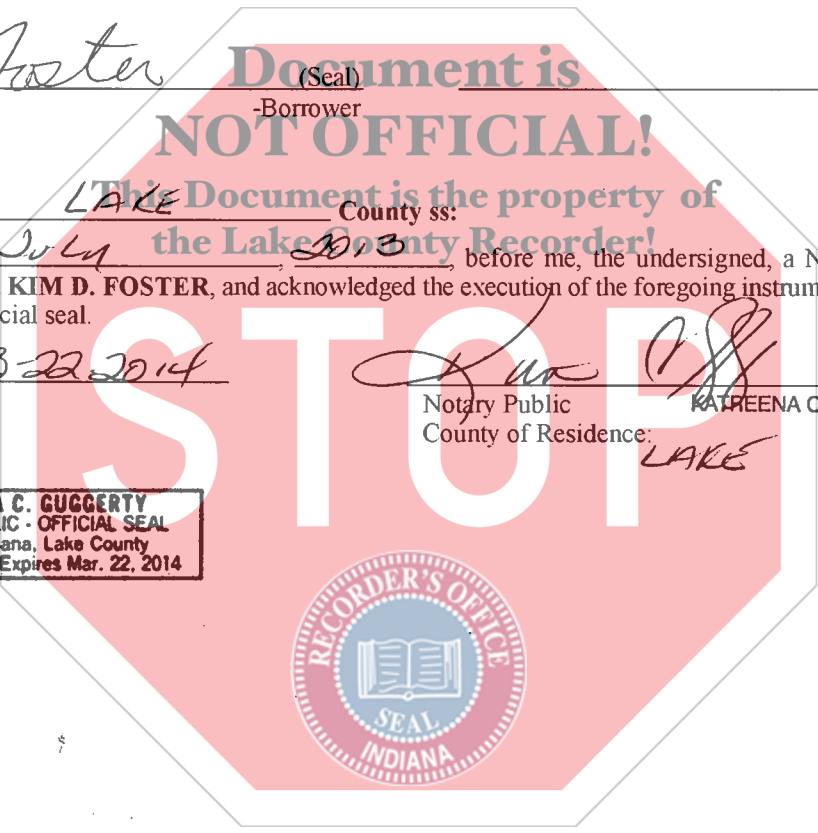 Foster
Document is
(Seal)
-Borrower
NOT OFFICIAL!
This Document is the property of
LAKE County ss:
the Lake County Recorder!
July, 2013, before me, the undersigned, a N
KIM D. FOSTER, and acknowledged the execution of the foregoing instrum
cial seal.
3-22-2014
STOP
Notary Public KATREENA C
County of Residence:
LAKE
A C. GUGGERTY
IC - OFFICIAL SEAL
ana, Lake County
Expires Mar. 22, 2014
RECORDER'S OFFICE
SEAL
INDIANA